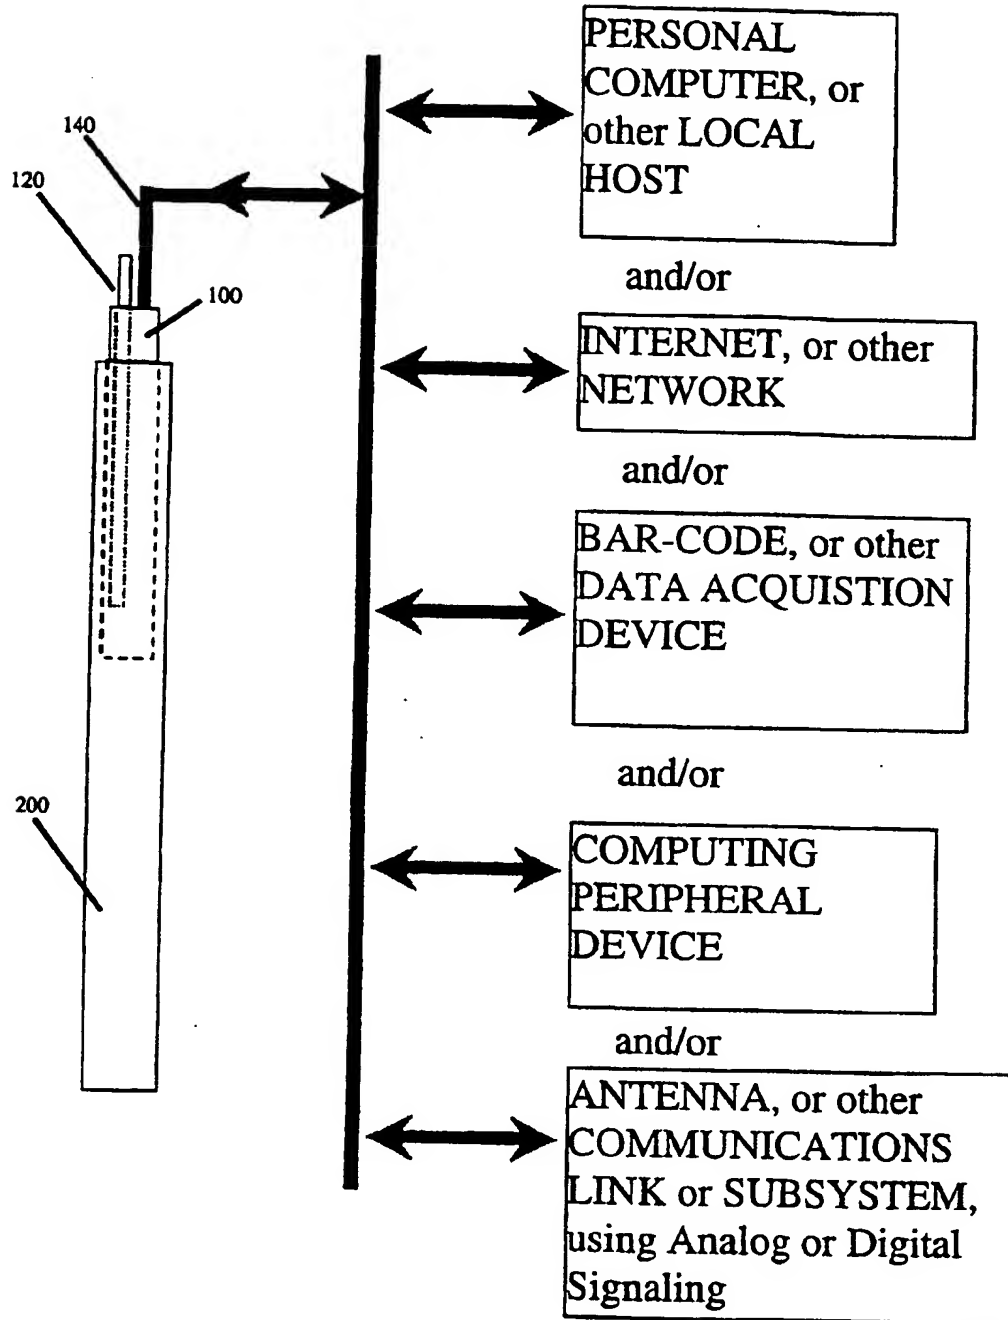 140
120
100
200
PERSONAL
COMPUTER, or
other LOCAL
HOST
and/or
INTERNET, or other
NETWORK
and/or
BAR-CODE, or other
DATA ACQUISTION
DEVICE
and/or
COMPUTING
PERIPHERAL
DEVICE
and/or
ANTENNA, or other
COMMUNICATIONS
LINK or SUBSYSTEM,
using Analog or Digital
Signaling